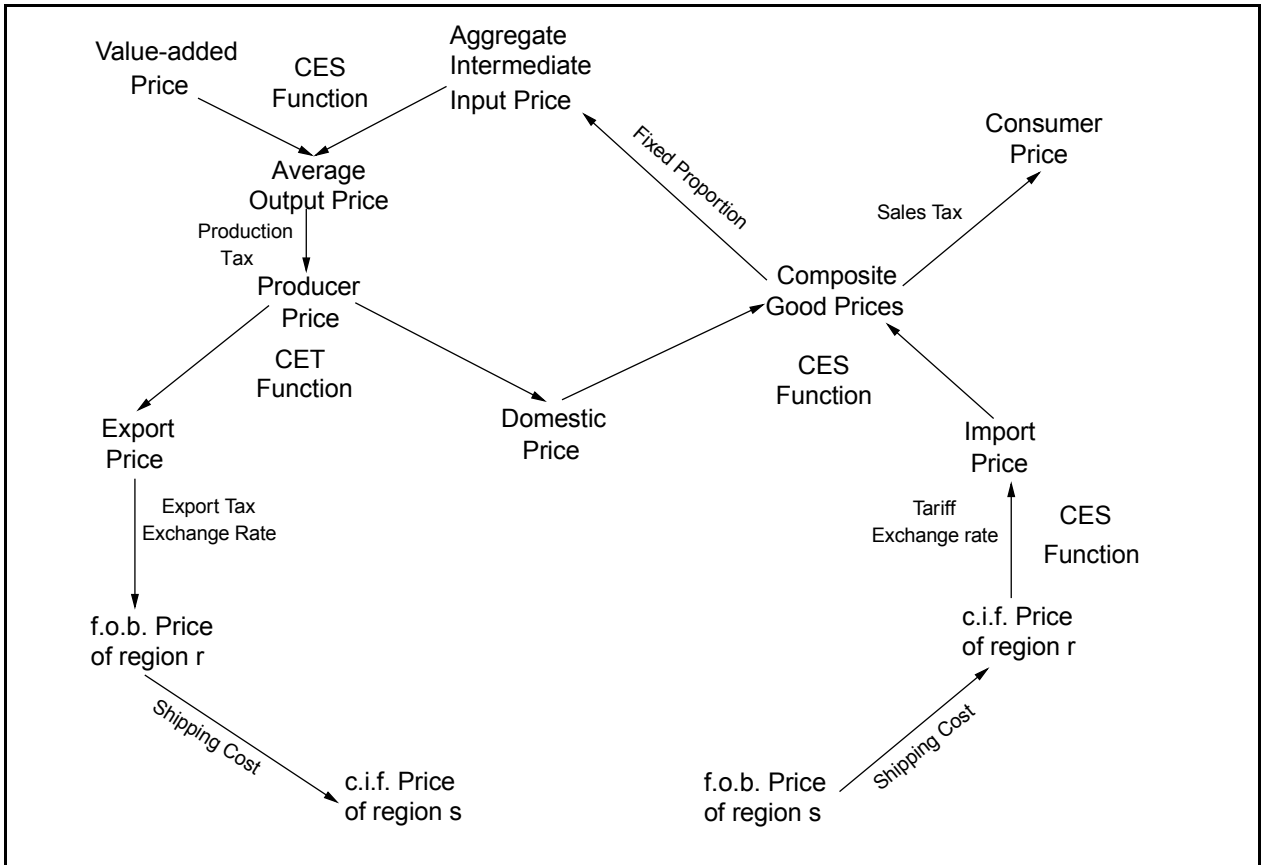 Value-added
Price
CES
Function
Aggregate
Intermediate
Input Price
Fixed Proportion
Consumer
Price
Average
Output Price
Sales Tax
Production
Tax
Producer
Price
Composite
Good Prices
CET
Function
CES
Function
Domestic
Price
Export
Price
Import
Price
Export Tax
Exchange Rate
Tariff
Exchange rate
CES
Function
f.o.b. Price
of region r
c.i.f. Price
of region r
Shipping Cost
Shipping Cost
c.i.f. Price
of region s
f.o.b. Price
of region s